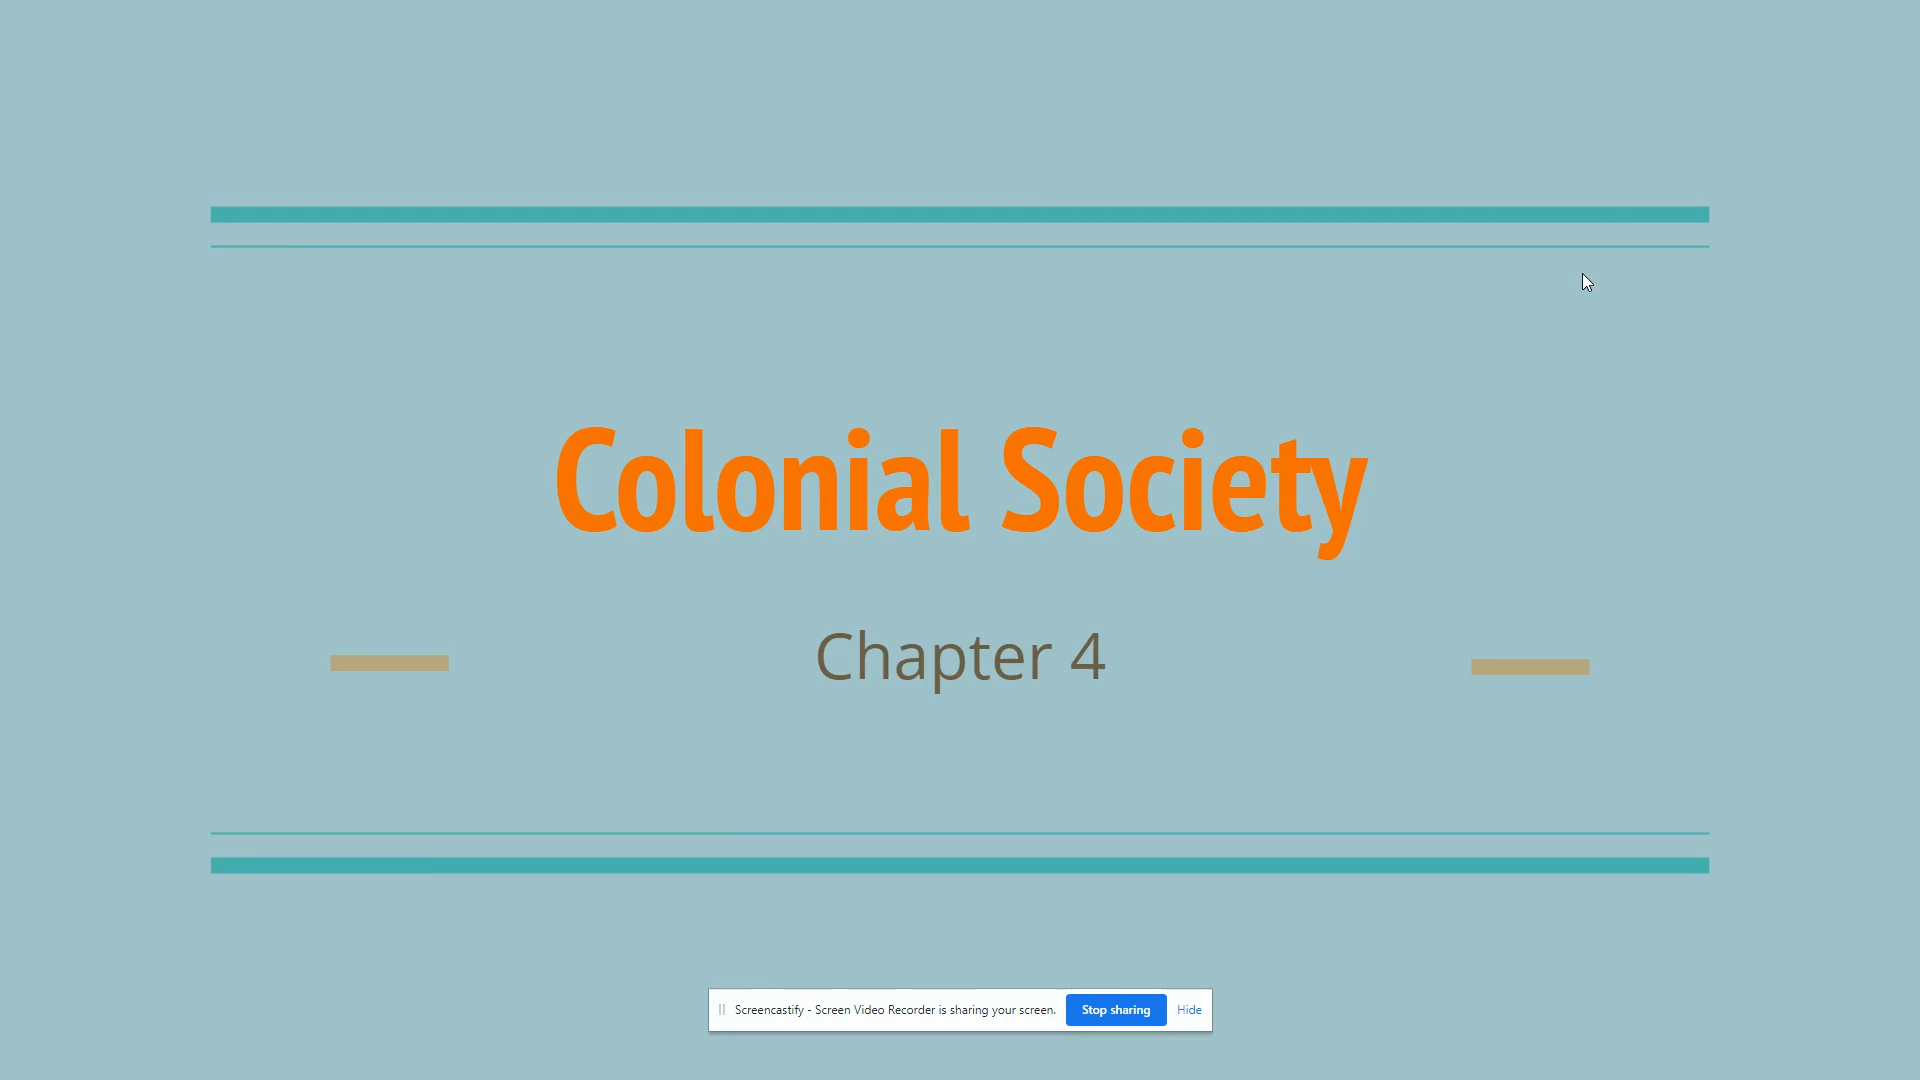 Colonial Society
Chapter 4
Screencastify - Screen Video Recorder is sharing your screen. Stop sharing Hide